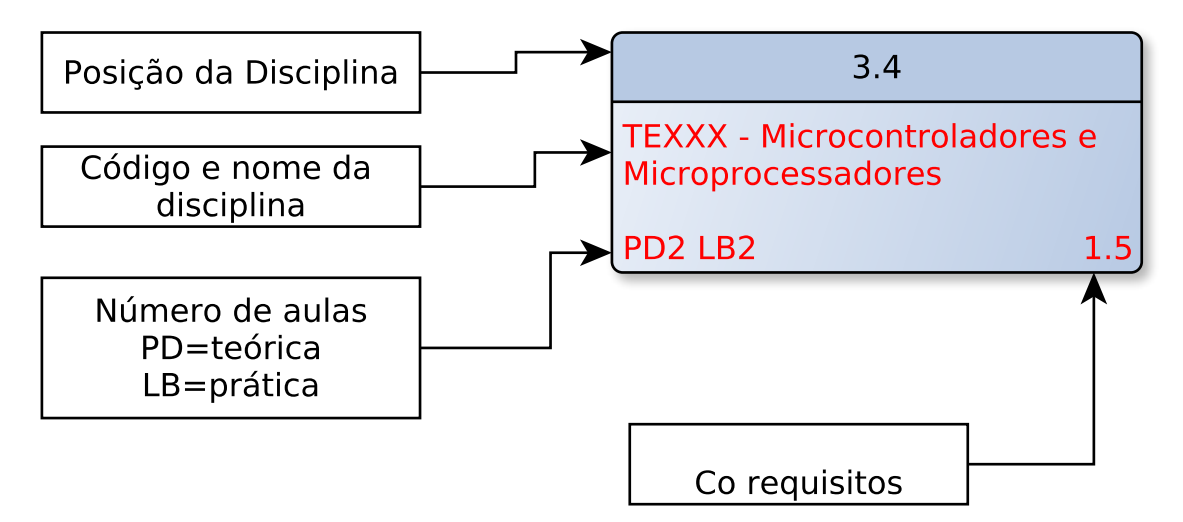 Posição da Disciplina
3.4
Código e nome da
disciplina
TEXXX - Microcontroladores e
Microprocessadores
PD2 LB2
1.5
Número de aulas
PD=teórica
LB=prática
Co requisitos